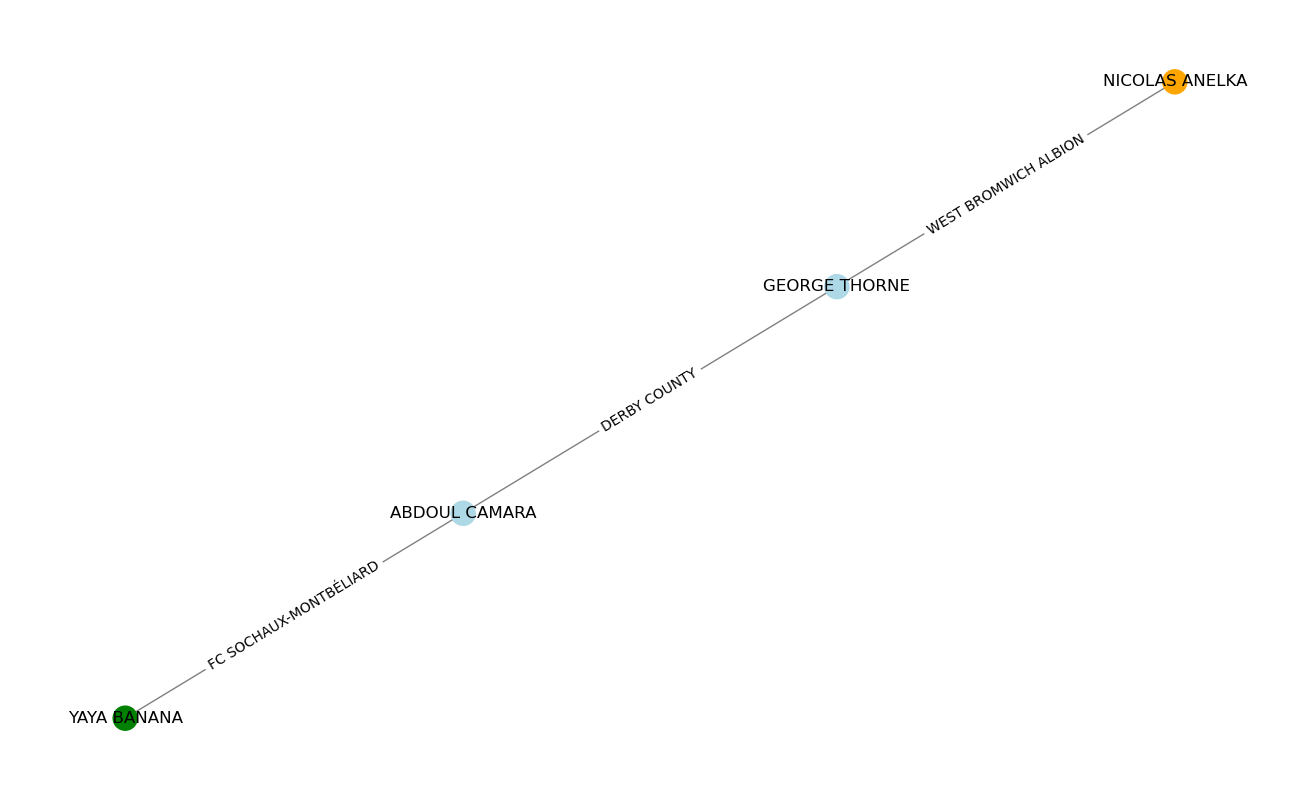 NICOLAS ANELKA
WEST BROMWICH ALBION
GEORGE THORNE
DERBY COUNTY
ABDOUL CAMARA
FC SOCHAUX-MONTBÉLIARD
YAYA BANANA